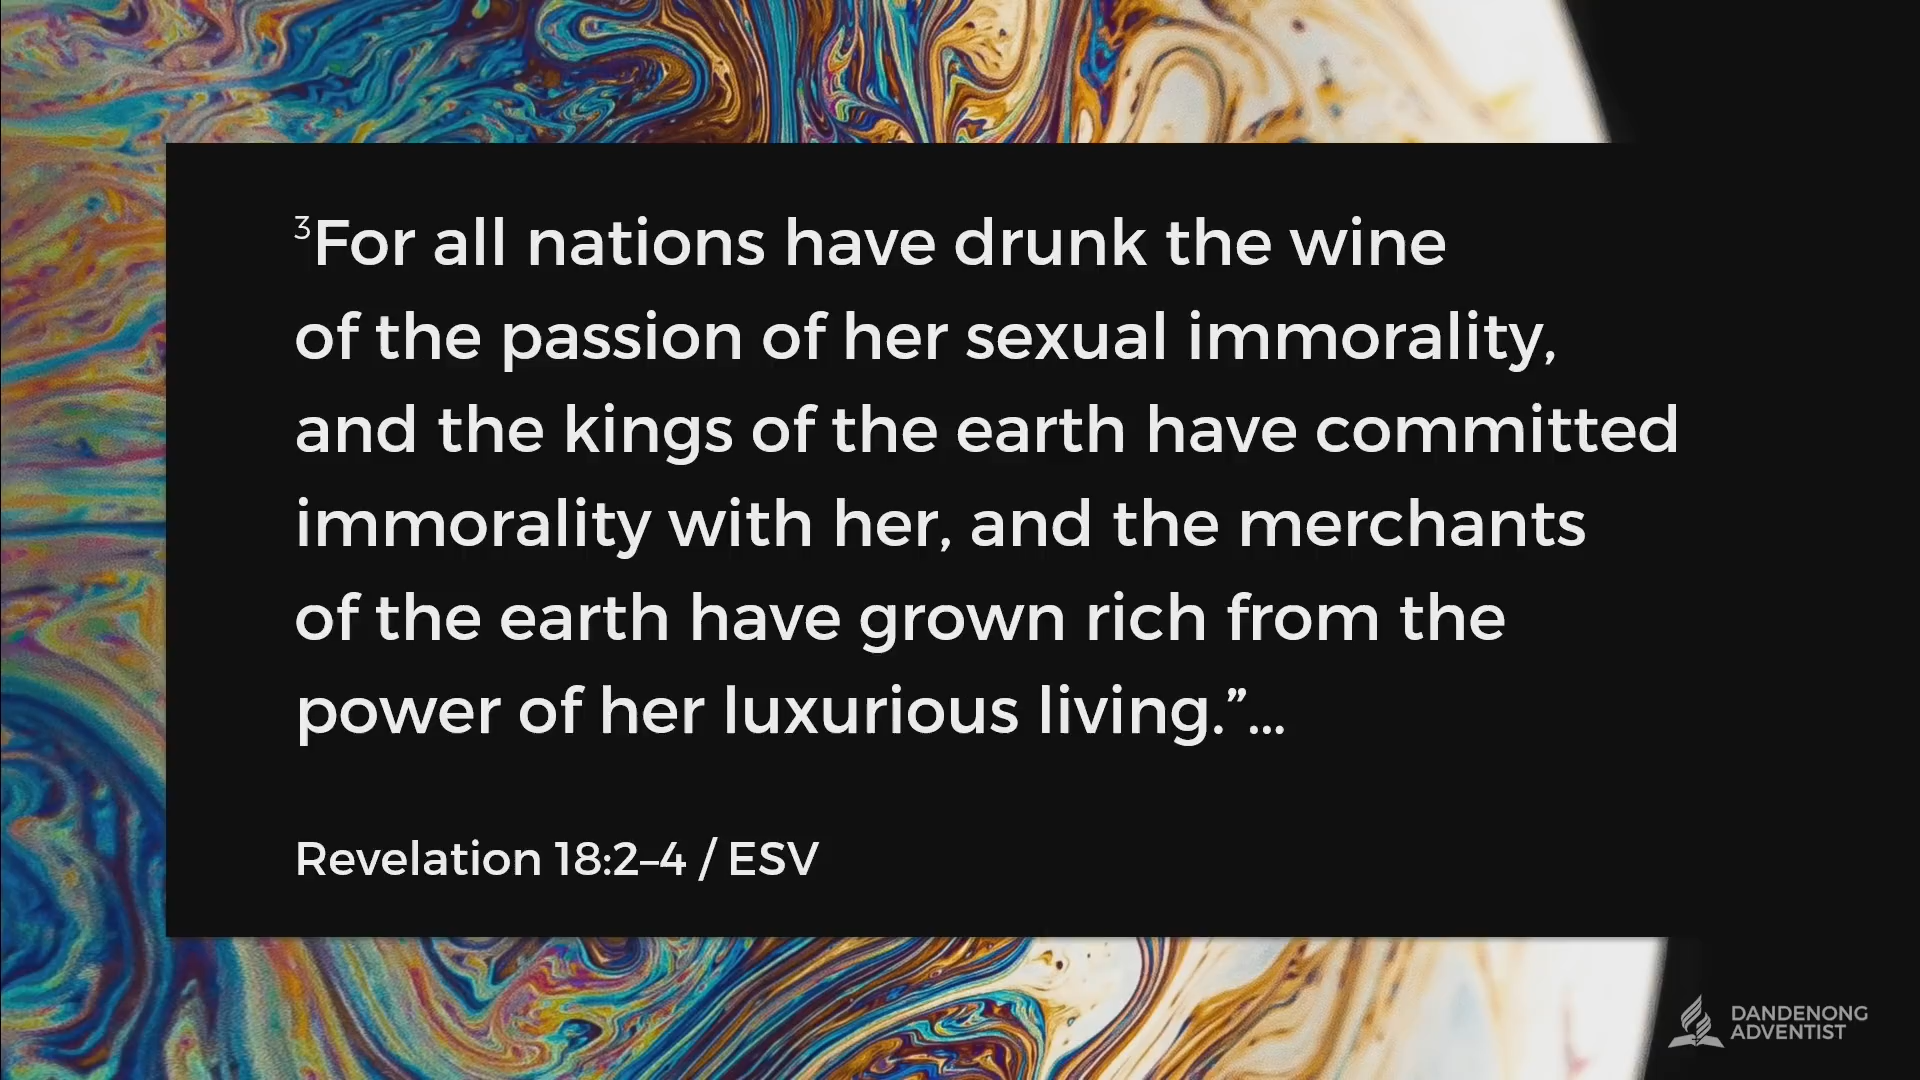 ³For all nations have drunk the wine
of the passion of her sexual immorality,
and the kings of the earth have committed
immorality with her, and the merchants
of the earth have grown rich from the
power of her luxurious living.”...
Revelation 18:2–4 / ESV
DANDENONG
ADVENTIST